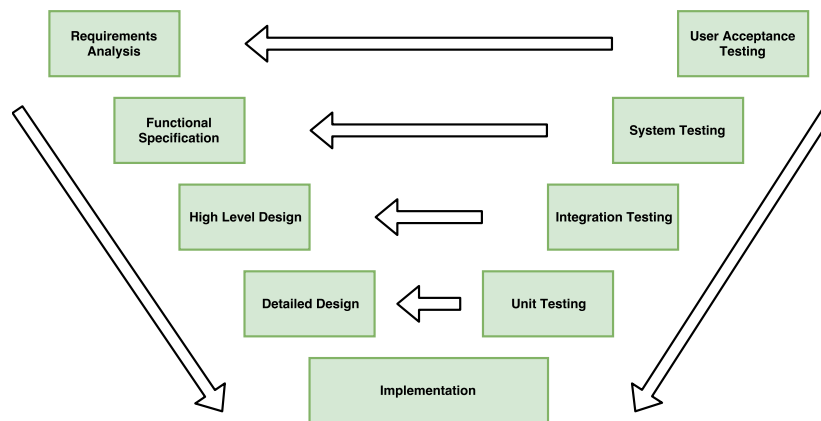 Requirements
Analysis
User Acceptance
Testing
Functional
Specification
System Testing
High Level Design
Integration Testing
Detailed Design
Unit Testing
Implementation